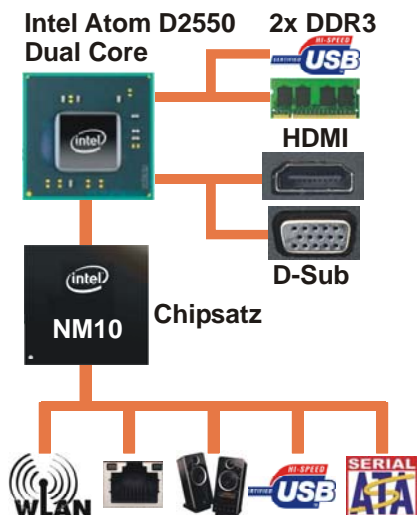 Intel Atom D2550
Dual Core
2x DDR3
HI-SPEED
CERTIFIED
USB
intel
HDMI
D-Sub
intel
NM10
Chipsatz
WLAN
HI-SPEED
CERTIFIED
USB
SERIAL
ATA